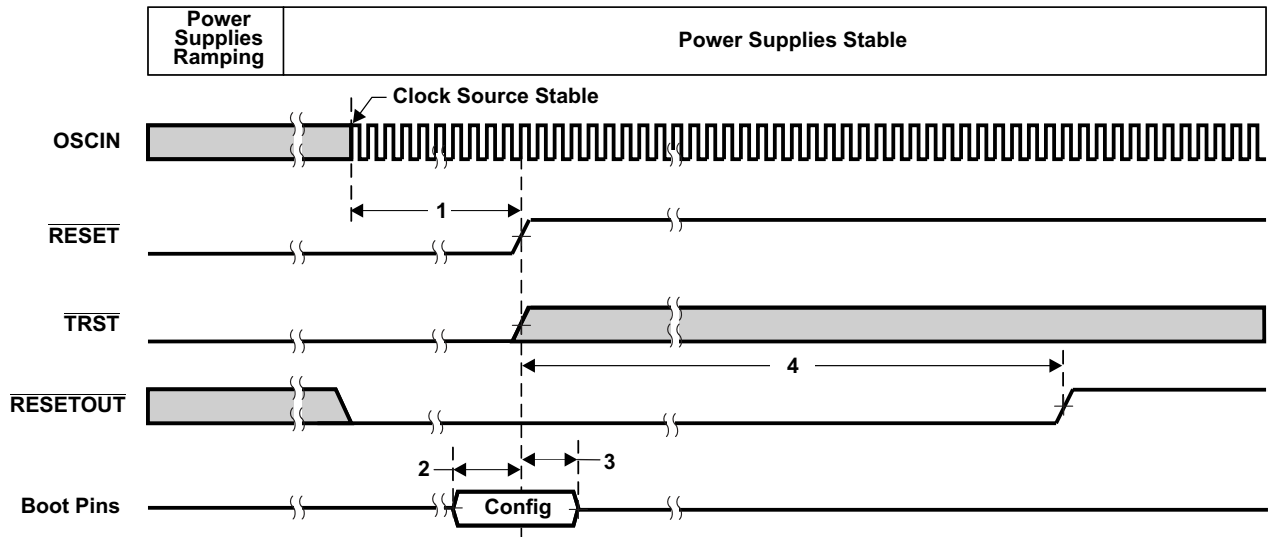 Power
Supplies
Ramping
Power Supplies Stable
Clock Source Stable
OSCIN
1
RESET
TRST
4
RESETOUT
2
3
Boot Pins
Config